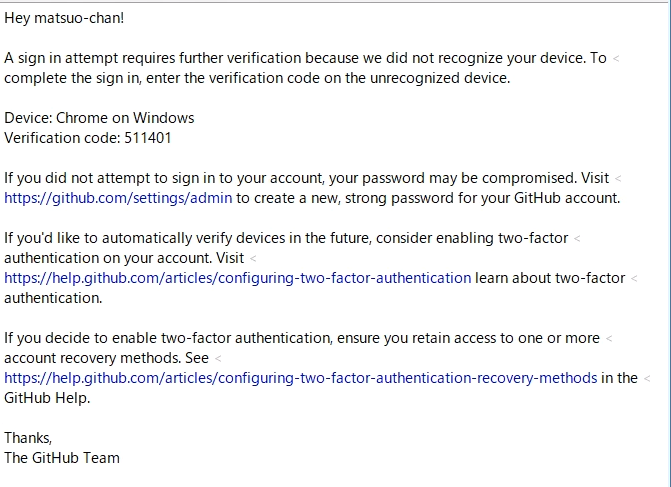 Hey matsuo-chan!
A sign in attempt requires further verification because we did not recognize your device. To <
complete the sign in, enter the verification code on the unrecognized device.
Device: Chrome on Windows
Verification code: 511401
If you did not attempt to sign in to your account, your password may be compromised. Visit <
https://github.com/settings/admin to create a new, strong password for your GitHub account.
If you'd like to automatically verify devices in the future, consider enabling two-factor <
authentication on your account. Visit <
https://help.github.com/articles/configuring-two-factor-authentication learn about two-factor <
authentication.
If you decide to enable two-factor authentication, ensure you retain access to one or more <
account recovery methods. See <
https://help.github.com/articles/configuring-two-factor-authentication-recovery-methods in the <
GitHub Help.
Thanks,
The GitHub Team